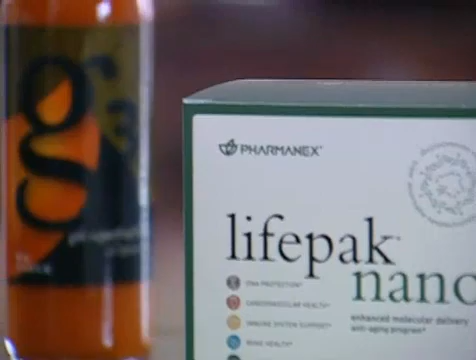 g3
PHARMANEX
lifepak
nano
DNA PROTECTION*
CARDIOVASCULAR HEALTH*
IMMUNE SYSTEM SUPPORT*
BONE HEALTH*
enhanced molecular delivery
anti-aging program*